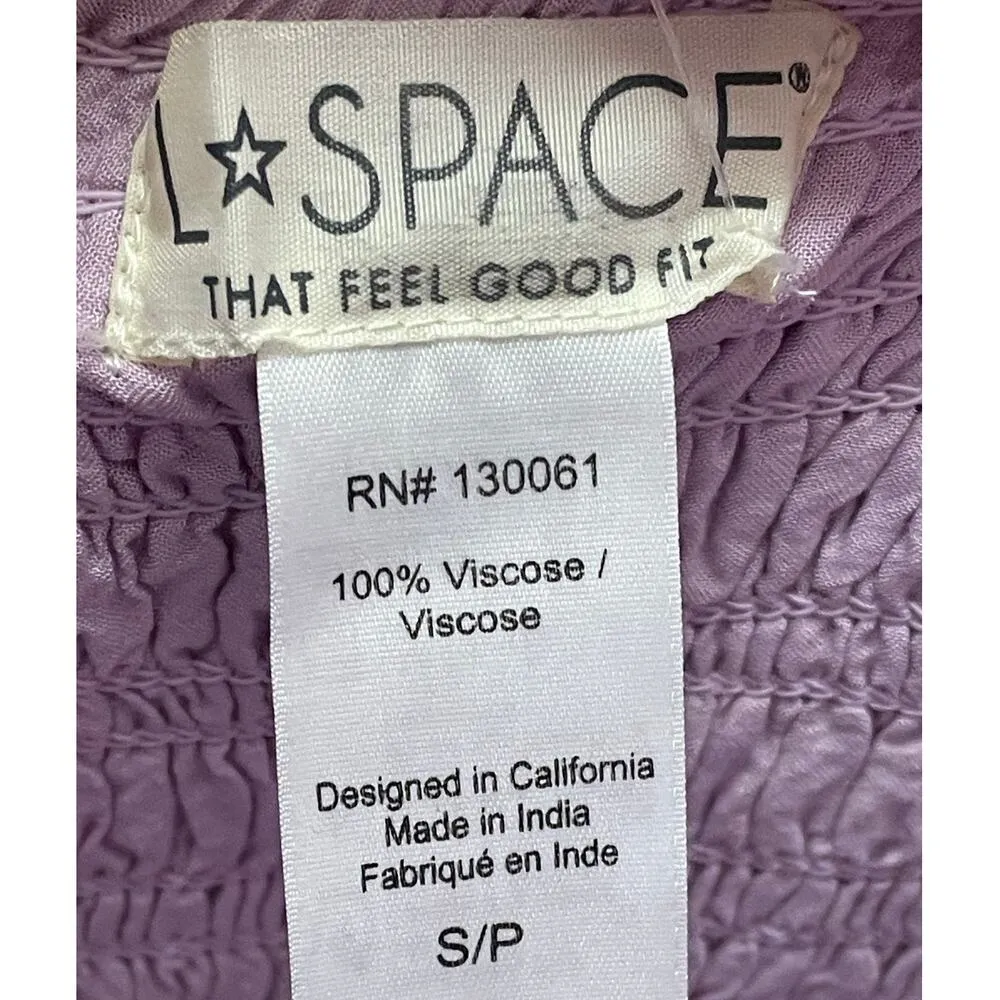 L☆SPACE®
THAT FEEL GOOD FIT
RN# 130061
100% Viscose /
Viscose
Designed in California
Made in India
Fabriqué en Inde
S/P